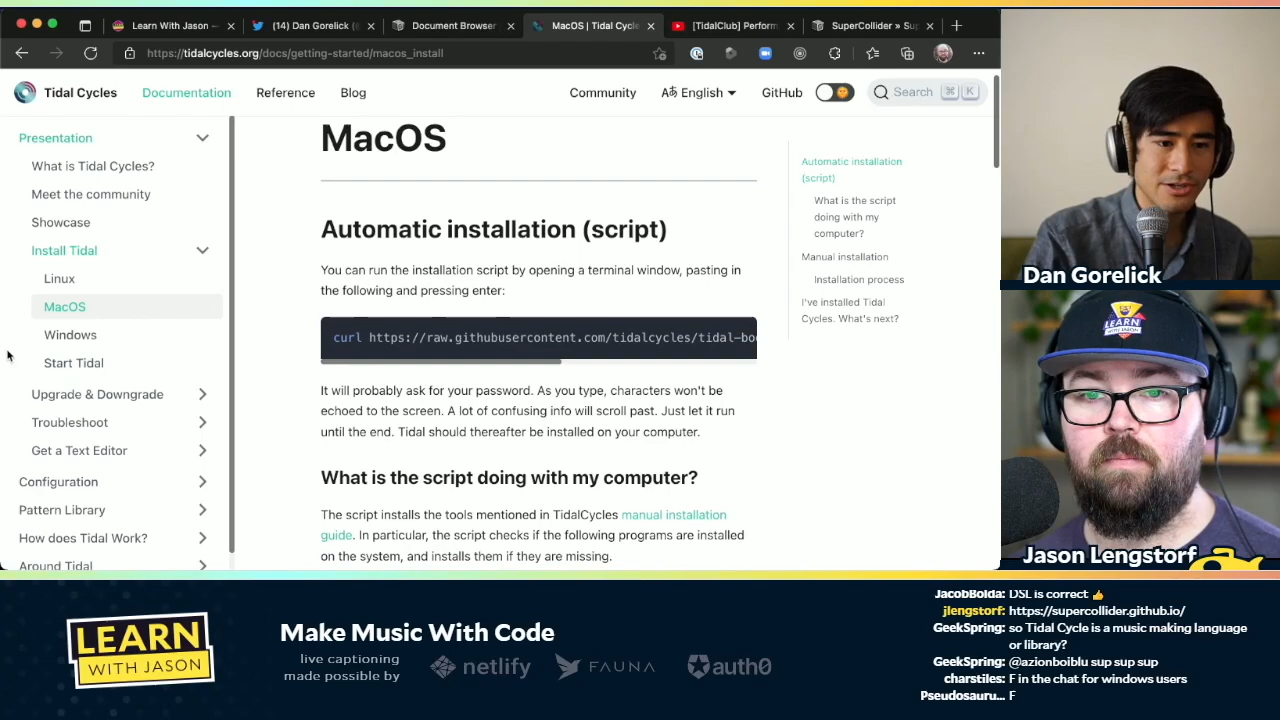 Learn With Jason —
(14) Dan Gorelick (@
Document Browser
MacOS | Tidal Cycle
[TidalClub] Perform
SuperCollider » Su
https://tidalcycles.org/docs/getting-started/macos_install
Tidal Cycles
Documentation
Reference
Blog
Community
English
GitHub
Search
⌘
K
Presentation
What is Tidal Cycles?
Meet the community
Showcase
Install Tidal
Linux
MacOS
Windows
Start Tidal
Upgrade & Downgrade
Troubleshoot
Get a Text Editor
Configuration
Pattern Library
How does Tidal Work?
Around Tidal
MacOS
Automatic installation (script)
You can run the installation script by opening a terminal window, pasting in
the following and pressing enter:
curl https://raw.githubusercontent.com/tidalcycles/tidal-bo
It will probably ask for your password. As you type, characters won't be
echoed to the screen. A lot of confusing info will scroll past. Just let it run
until the end. Tidal should thereafter be installed on your computer.
What is the script doing with my computer?
The script installs the tools mentioned in TidalCycles manual installation
guide. In particular, the script checks if the following programs are installed
on the system, and installs them if they are missing.
Automatic installation
(script)
What is the script
doing with my
computer?
Manual installation
Installation process
I've installed Tidal
Cycles. What's next?
Dan Gorelick
LEARN
WITH JASON
Jason Lengstorf
LEARN
WITH JASON
Make Music With Code
live captioning
made possible by
netlify
FAUNA
auth0
JacobBolda: DSL is correct 👍
jlengstorf: https://supercollider.github.io/
GeekSpring: so Tidal Cycle is a music making language
or library?
GeekSpring: @azionboiblu sup sup sup
charstiles: F in the chat for windows users
Pseudosauru... F